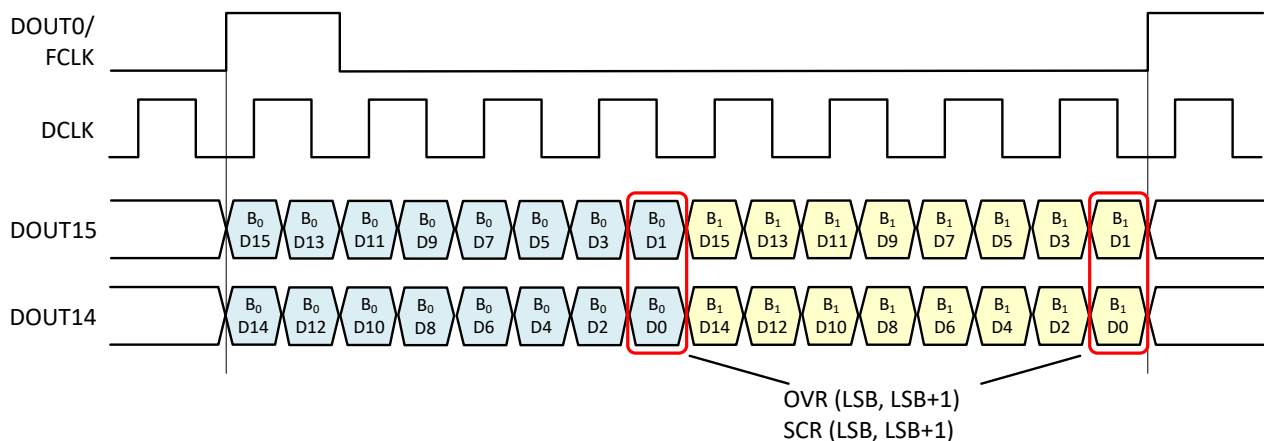 DOUT0/
FCLK
DCLK
DOUT15
B0 B0 B0 B0 B0 B0 B0 B0 B1 B1 B1 B1 B1 B1 B1 B1
D15 D13 D11 D9 D7 D5 D3 D1 D15 D13 D11 D9 D7 D5 D3 D1
DOUT14
B0 B0 B0 B0 B0 B0 B0 B0 B1 B1 B1 B1 B1 B1 B1 B1
D14 D12 D10 D8 D6 D4 D2 D0 D14 D12 D10 D8 D6 D4 D2 D0
OVR (LSB, LSB+1)
SCR (LSB, LSB+1)